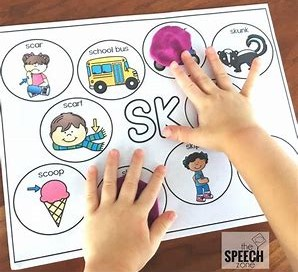 scar
school bus
skunk
scarf
SK
scoop
the
SPEECH
zone